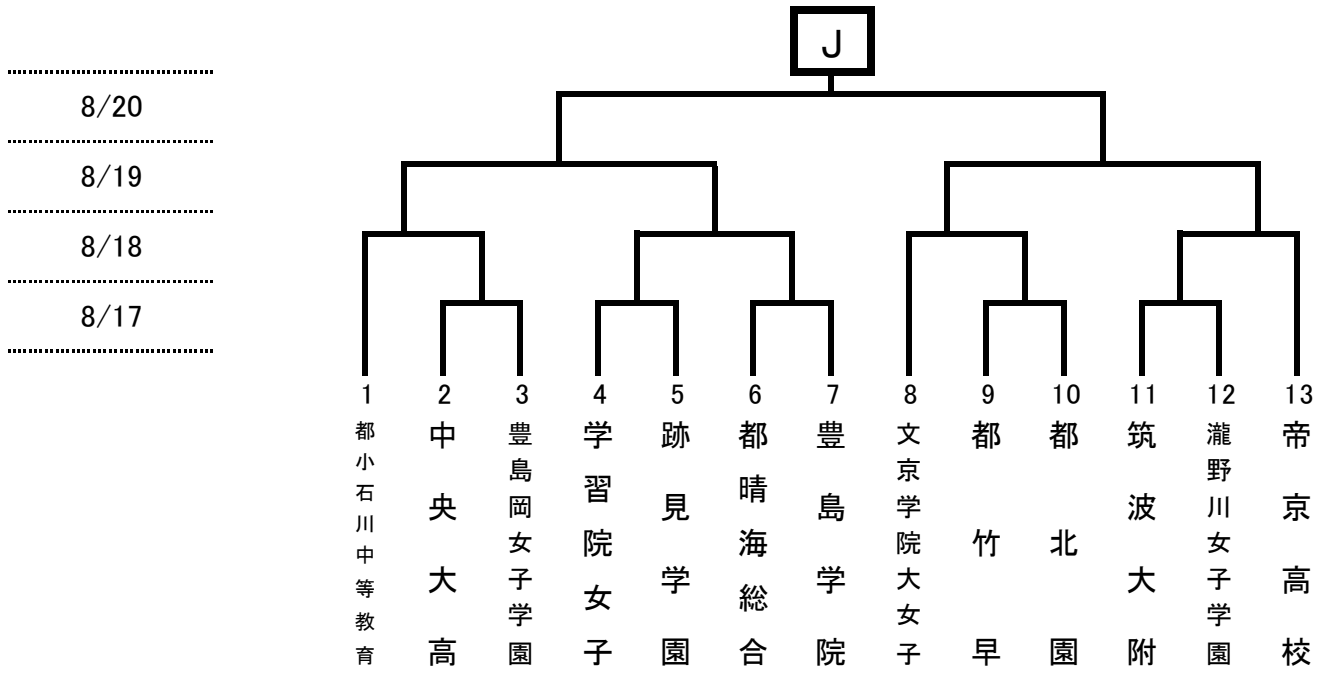 J
8/20
8/19
8/18
8/17
1
2
3
4
5
6
7
8
9
10
11
12
13
都小石川中等教育
中央大高
豊島岡女子学園
学習院女子
跡見学園
都晴海総合
豊島学院
文京学院大女子
都竹早
都北園
筑波大附
瀧野川女子学園
帝京高校